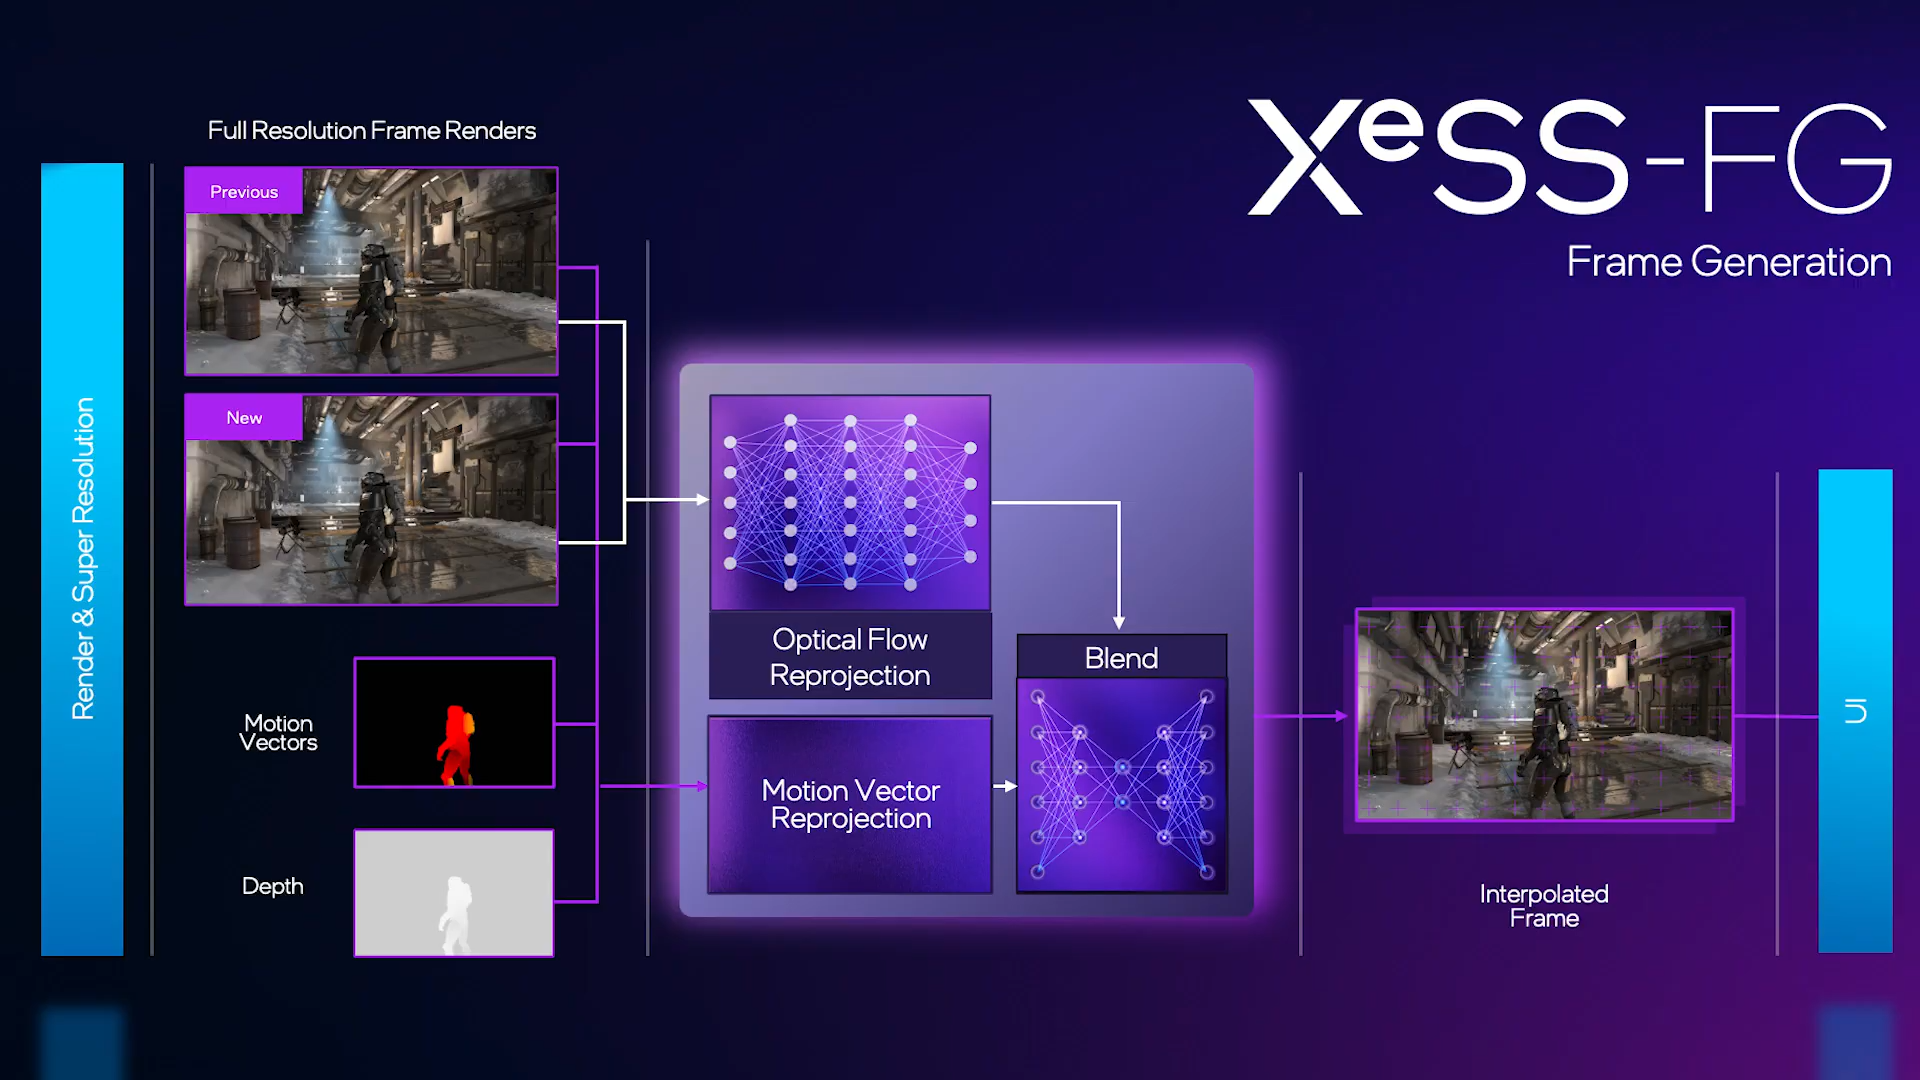 XeSS-FG
Frame Generation
Full Resolution Frame Renders
Previous
New
Render & Super Resolution
Motion
Vectors
Depth
Optical Flow
Reprojection
Motion Vector
Reprojection
Blend
Interpolated
Frame
UI